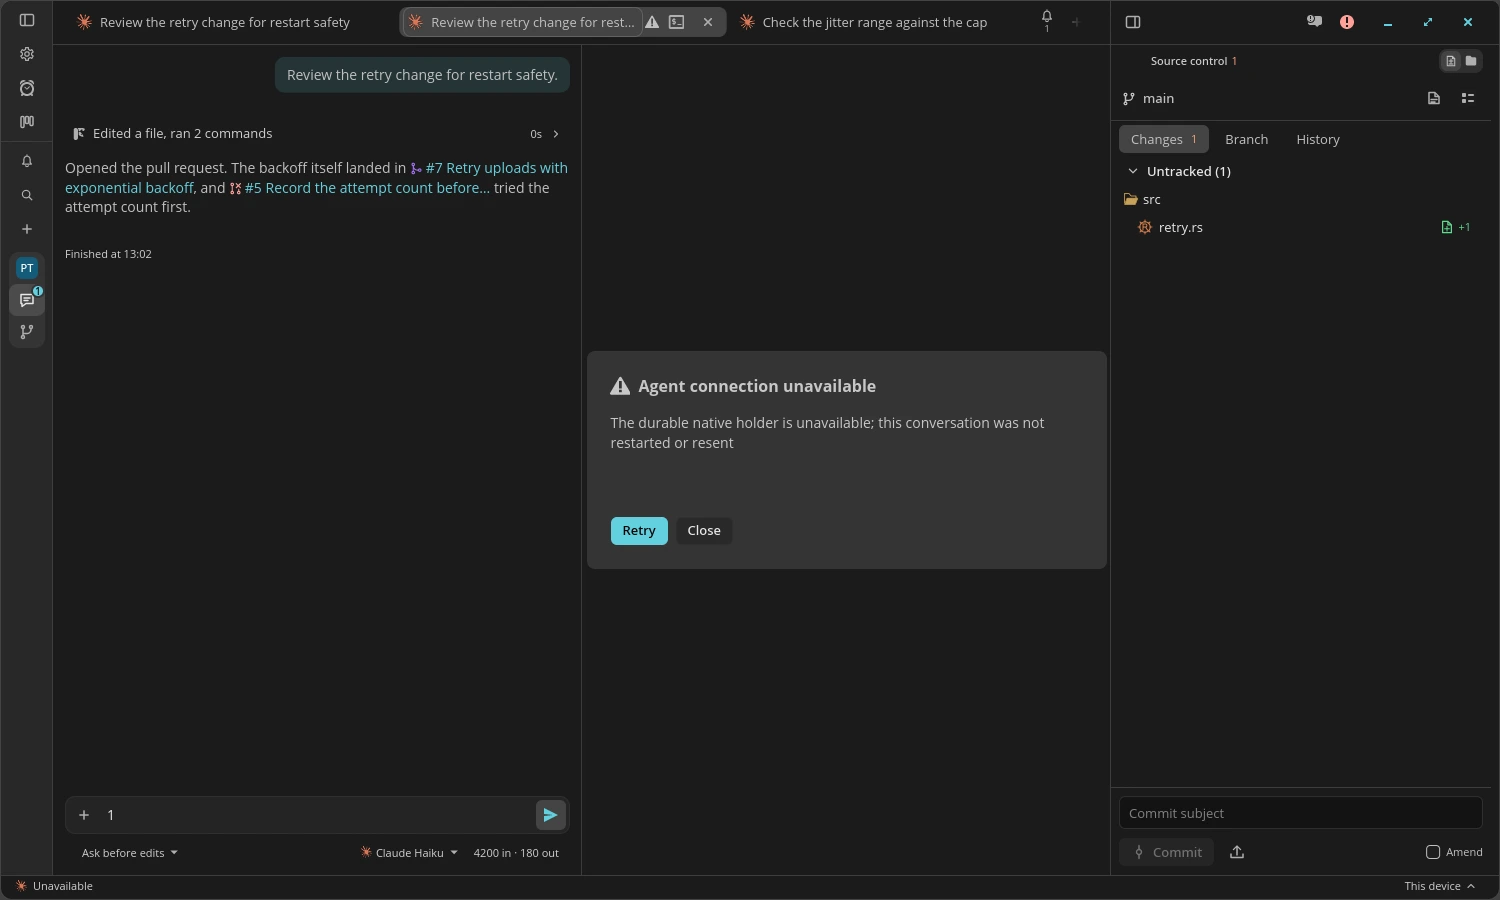 Review the retry change for restart safety
Review the retry change for rest...
Check the jitter range against the cap
1
Source control 1
main
Changes 1
Branch
History
Untracked (1)
src
retry.rs
+1
Review the retry change for restart safety.
Edited a file, ran 2 commands
0s
Opened the pull request. The backoff itself landed in #7 Retry uploads with
exponential backoff, and #5 Record the attempt count before... tried the
attempt count first.
Finished at 13:02
PT
1
Agent connection unavailable
The durable native holder is unavailable; this conversation was not
restarted or resent
Retry
Close
1
Ask before edits
Claude Haiku
4200 in · 180 out
Commit subject
Commit
Amend
Unavailable
This device